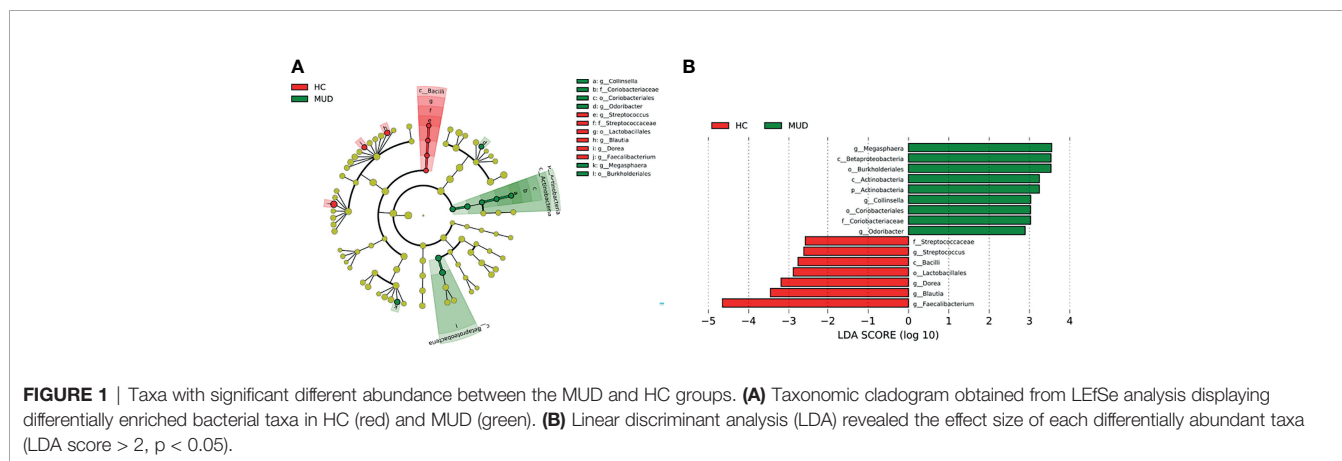 A
HC
MUD
c__Bacilli
g
f
e
h
i
j
d
k
b
c
p__Actinobacteria
c__Actinobacteria
l
c__Betaproteobacteria
a: g__Collinsella
b: f__Coriobacteriaceae
c: o__Coriobacteriales
d: g__Odoribacter
e: g__Streptococcus
f: f__Streptococcaceae
g: o__Lactobacillales
h: g__Blautia
i: g__Dorea
j: g__Faecalibacterium
k: g__Megasphaera
l: o__Burkholderiales
B
HC MUD
g__Megasphaera
c__Betaproteobacteria
o__Burkholderiales
c__Actinobacteria
p__Actinobacteria
g__Collinsella
o__Coriobacteriales
f__Coriobacteriaceae
g__Odoribacter
f__Streptococcaceae
g__Streptococcus
c__Bacilli
o__Lactobacillales
g__Dorea
g__Blautia
g__Faecalibacterium
−5 −4 −3 −2 −1 0 1 2 3 4
LDA SCORE (log 10)
FIGURE 1 | Taxa with significant different abundance between the MUD and HC groups. (A) Taxonomic cladogram obtained from LEfSe analysis displaying
differentially enriched bacterial taxa in HC (red) and MUD (green). (B) Linear discriminant analysis (LDA) revealed the effect size of each differentially abundant taxa
(LDA score > 2, p < 0.05).